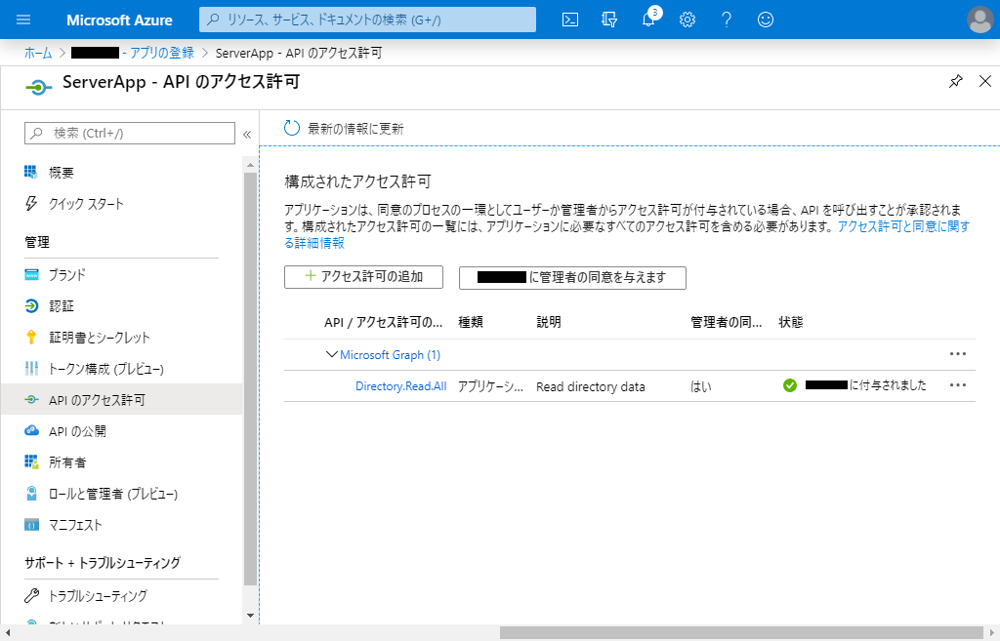 Microsoft Azure
リソース、サービス、ドキュメントの検索 (G+/)
3
ホーム > - アプリの登録 > ServerApp - API のアクセス許可
ServerApp - API のアクセス許可
検索 (Ctrl+/)
概要
クイック スタート
管理
ブランド
認証
証明書とシークレット
トークン構成 (プレビュー)
API のアクセス許可
API の公開
所有者
ロールと管理者 (プレビュー)
マニフェスト
サポート + トラブルシューティング
トラブルシューティング
最新の情報に更新
構成されたアクセス許可
アプリケーションは、同意のプロセスの一環としてユーザーか管理者からアクセス許可が付与されている場合、API を呼び出すことが承認されま
す。構成されたアクセス許可の一覧には、アプリケーションに必要なすべてのアクセス許可を含める必要があります。アクセス許可と同意に関す
る詳細情報
アクセス許可の追加
に管理者の同意を与えます
API / アクセス許可の... 種類 説明 管理者の同... 状態
Microsoft Graph (1)
Directory.Read.All アプリケーシ... Read directory data はい に付与されました